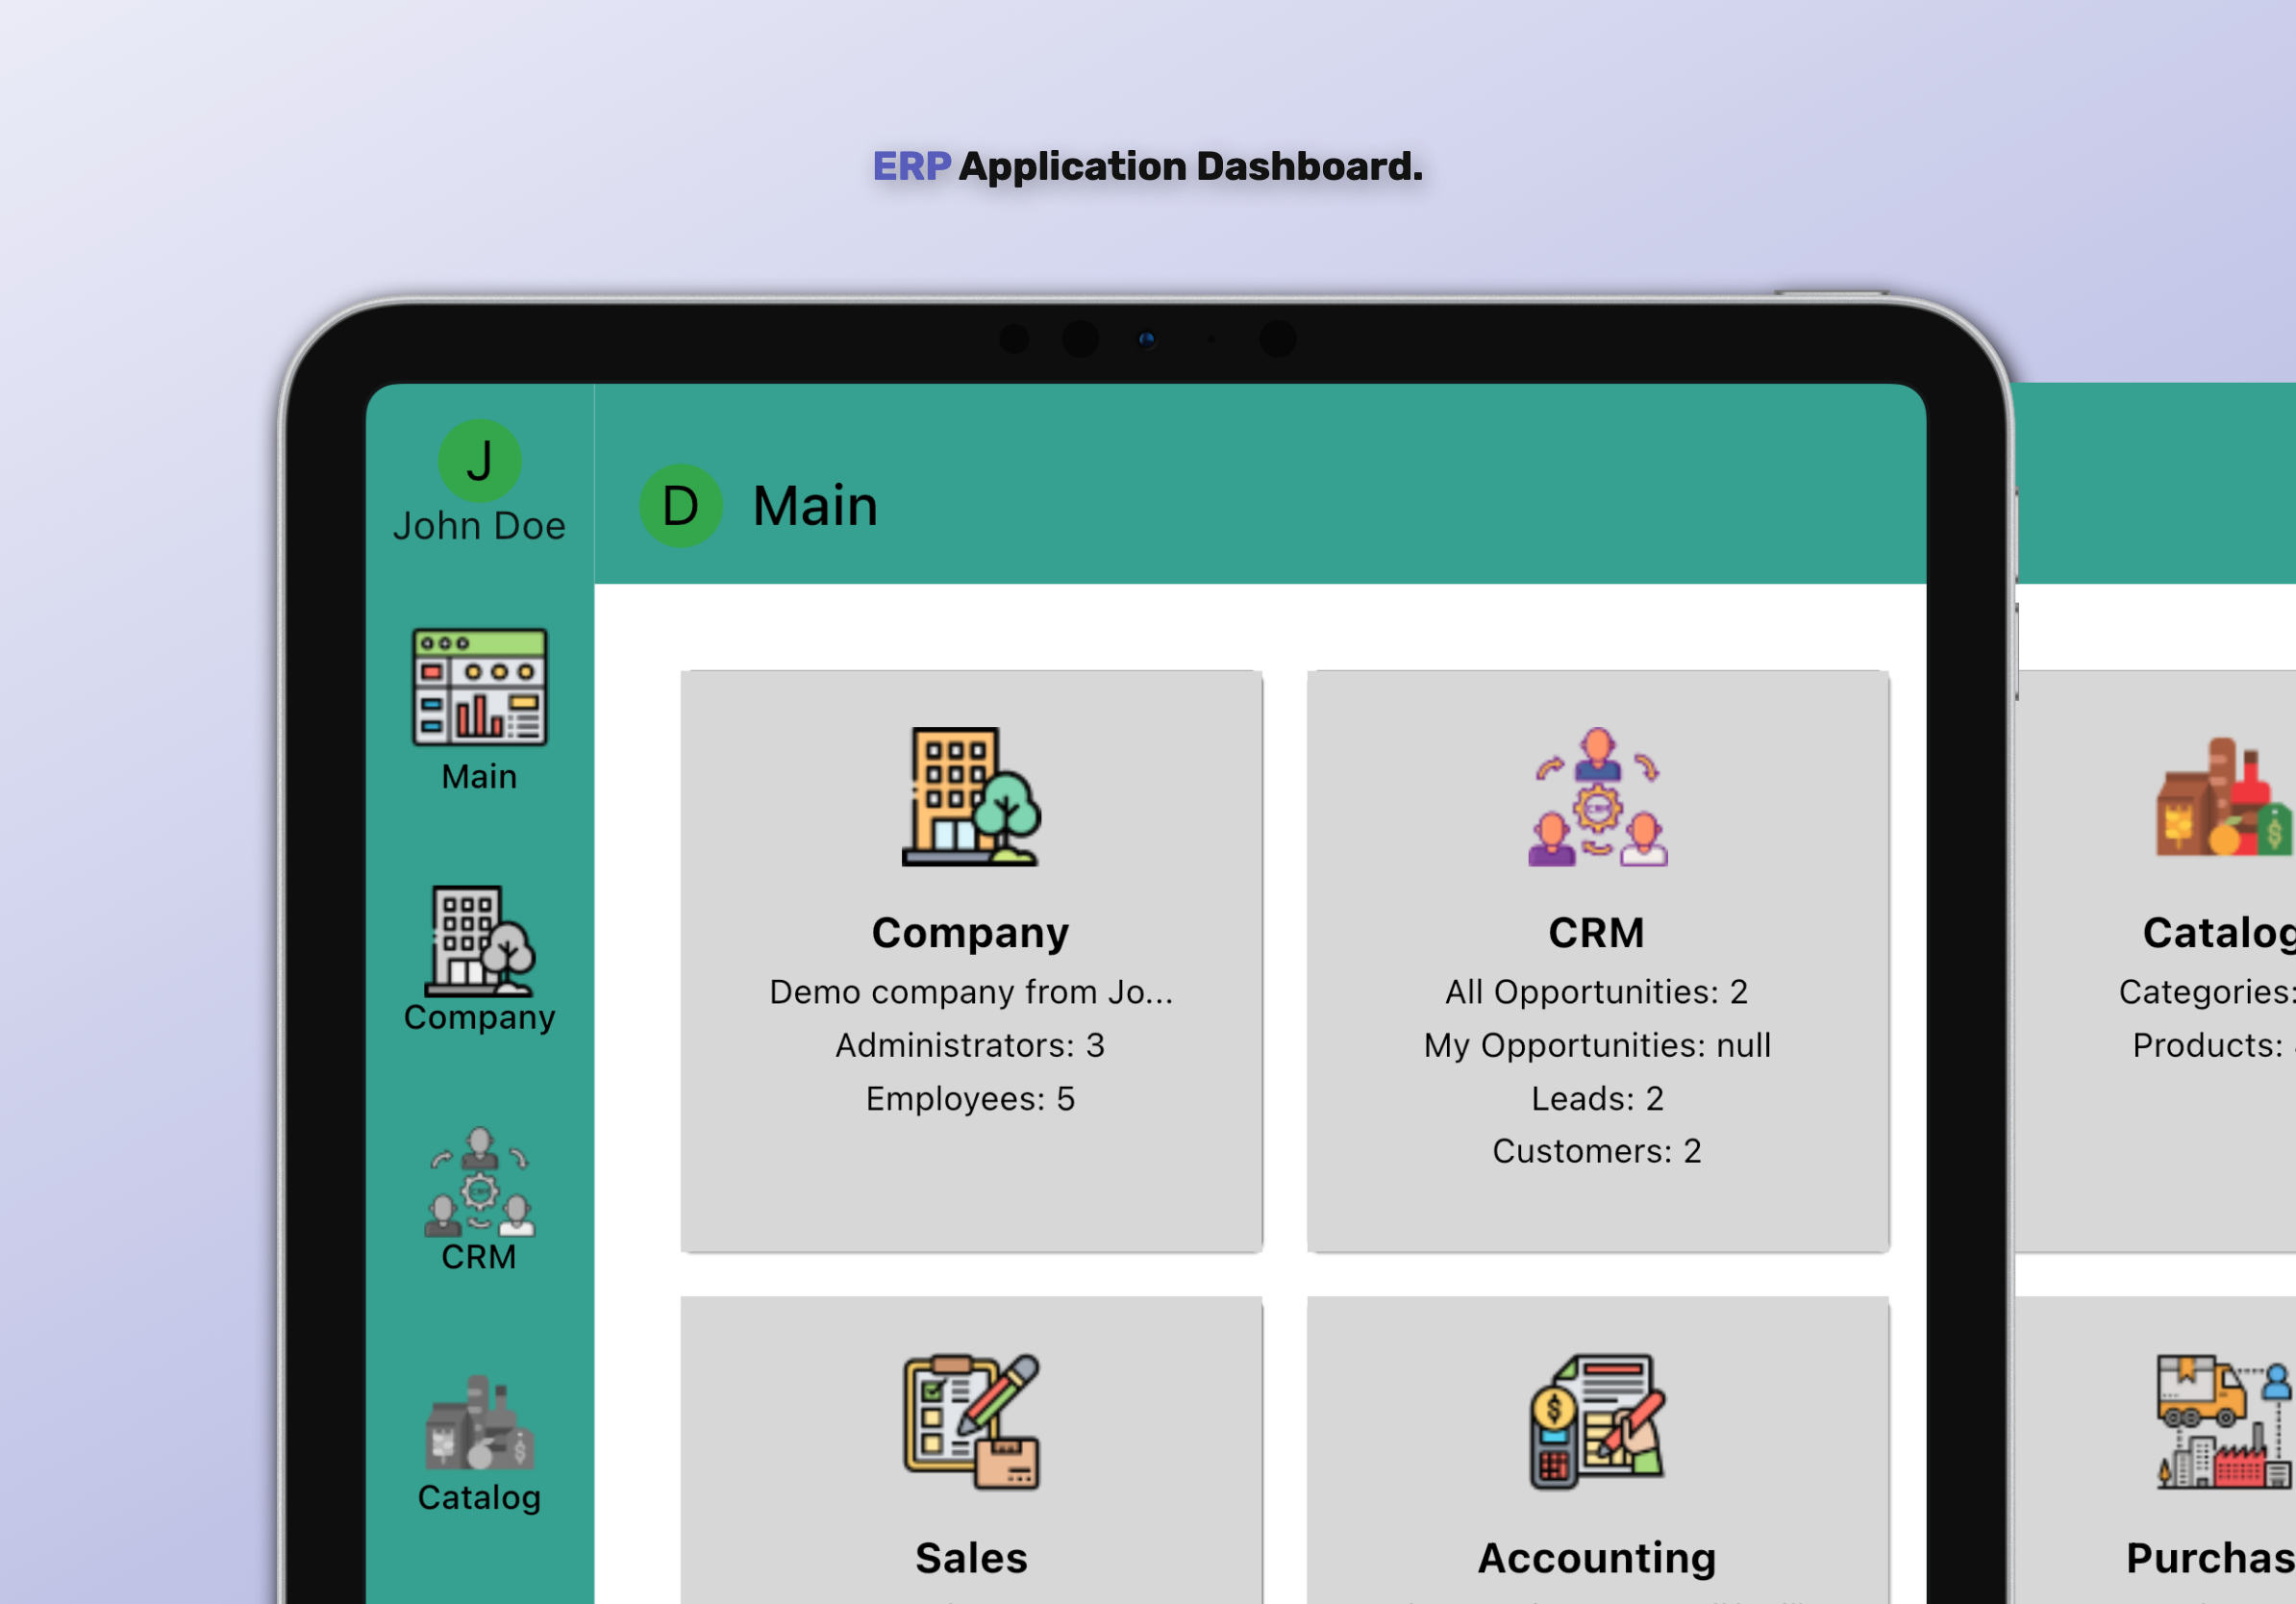 ERP Application Dashboard.
J
John Doe
D Main
Main
Company
CRM
Catalog
Company
Demo company from Jo...
Administrators: 3
Employees: 5
CRM
All Opportunities: 2
My Opportunities: null
Leads: 2
Customers: 2
Catalog
Categories:
Products:
Sales
Accounting
Purchas